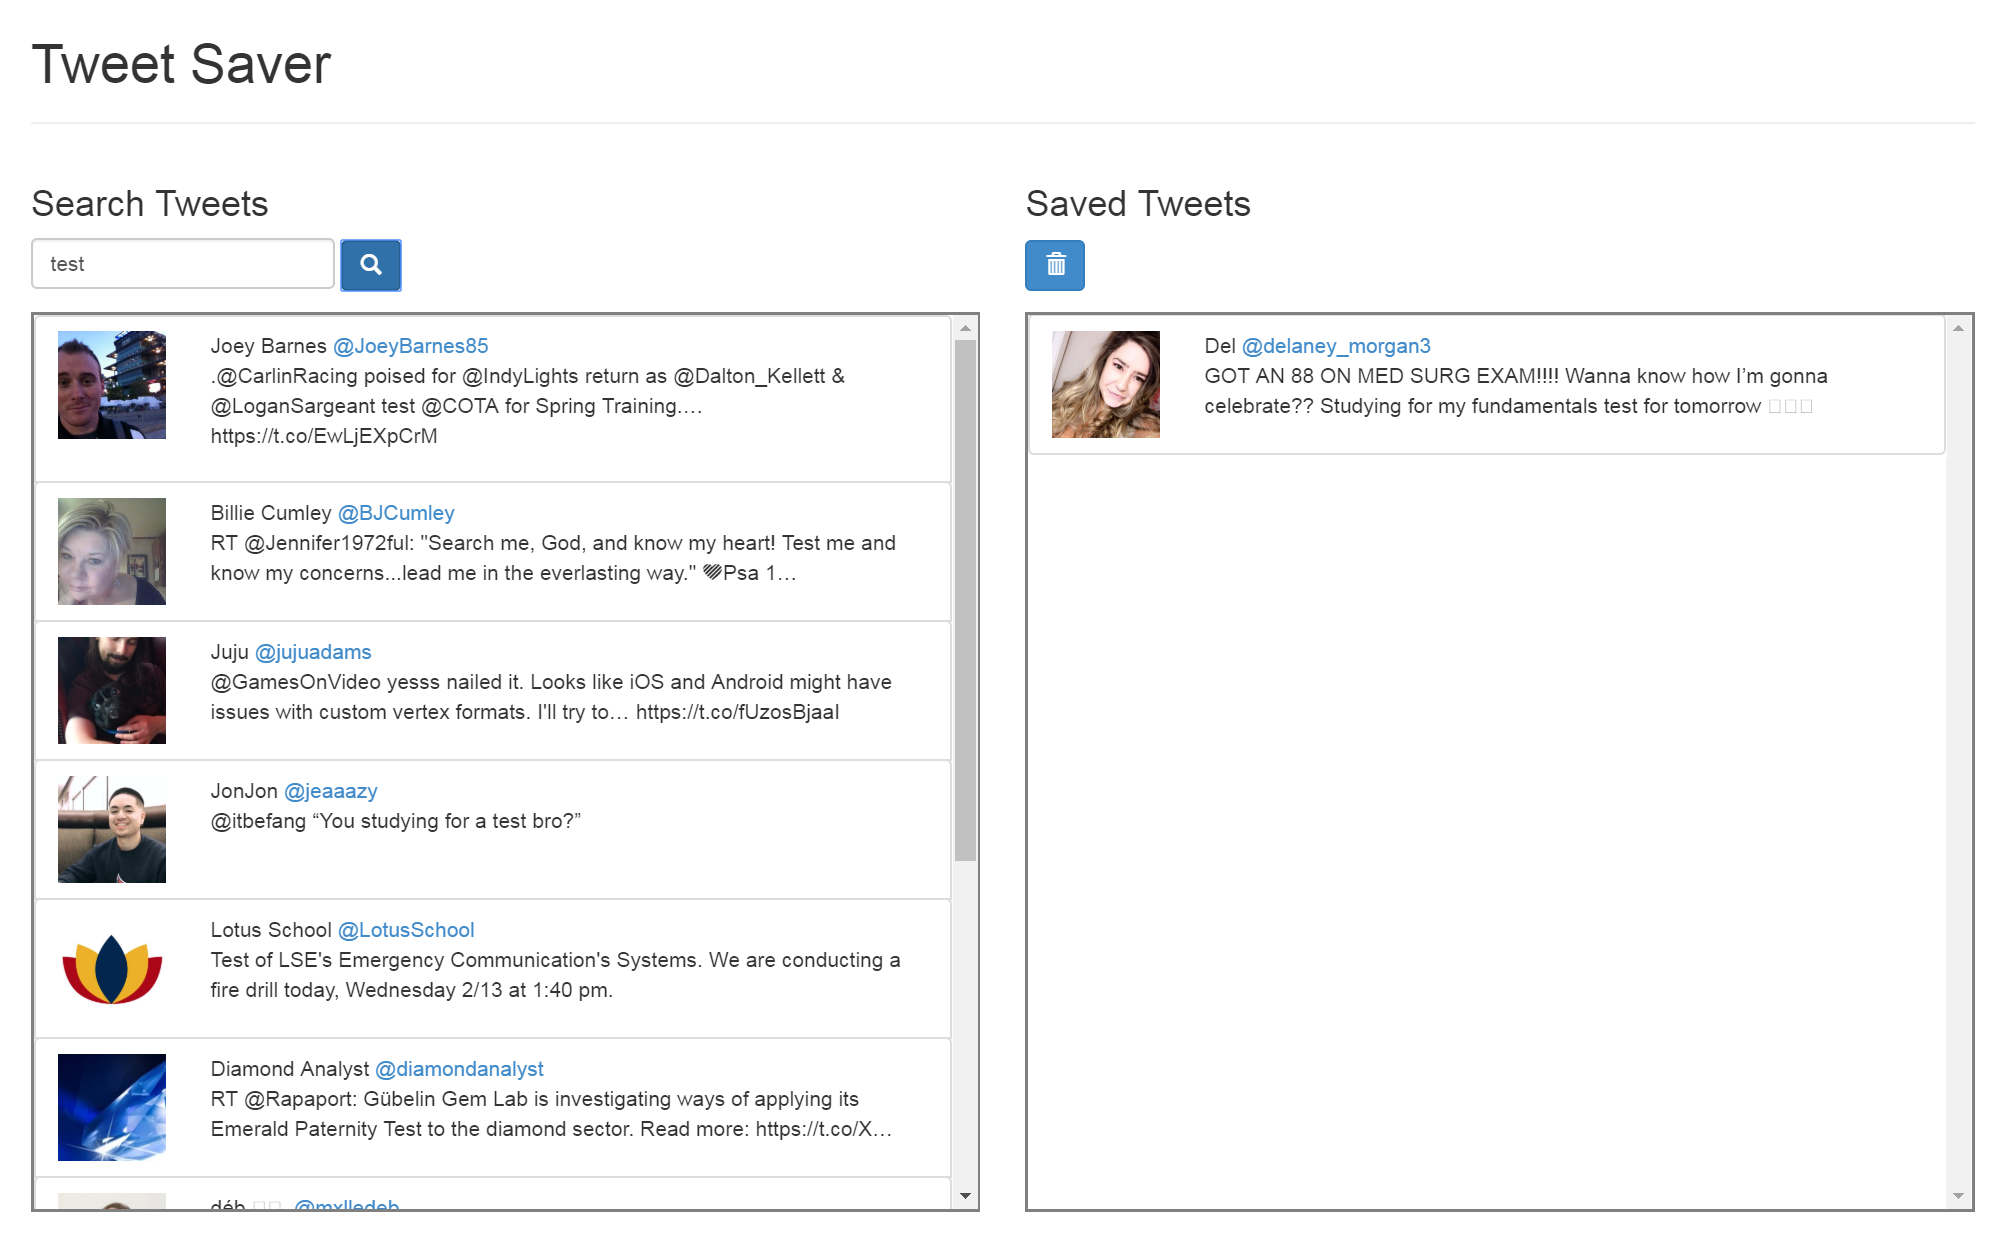 Tweet Saver
Search Tweets
test
Joey Barnes @JoeyBarnes85
.@CarlinRacing poised for @IndyLights return as @Dalton_Kellett &
@LoganSargeant test @COTA for Spring Training.…
https://t.co/EwLjEXpCrM
Billie Cumley @BJCumley
RT @Jennifer1972ful: "Search me, God, and know my heart! Test me and
know my concerns...lead me in the everlasting way." 💜Psa 1…
Juju @jujuadams
@GamesOnVideo yesss nailed it. Looks like iOS and Android might have
issues with custom vertex formats. I'll try to… https://t.co/fUzosBjaaI
JonJon @jeaaazy
@itbefang “You studying for a test bro?”
Lotus School @LotusSchool
Test of LSE's Emergency Communication's Systems. We are conducting a
fire drill today, Wednesday 2/13 at 1:40 pm.
Diamond Analyst @diamondanalyst
RT @Rapaport: Gübelin Gem Lab is investigating ways of applying its
Emerald Paternity Test to the diamond sector. Read more: https://t.co/X…
déb @mxlledeb
Saved Tweets
Del @delaney_morgan3
GOT AN 88 ON MED SURG EXAM!!!! Wanna know how I’m gonna
celebrate?? Studying for my fundamentals test for tomorrow □□□